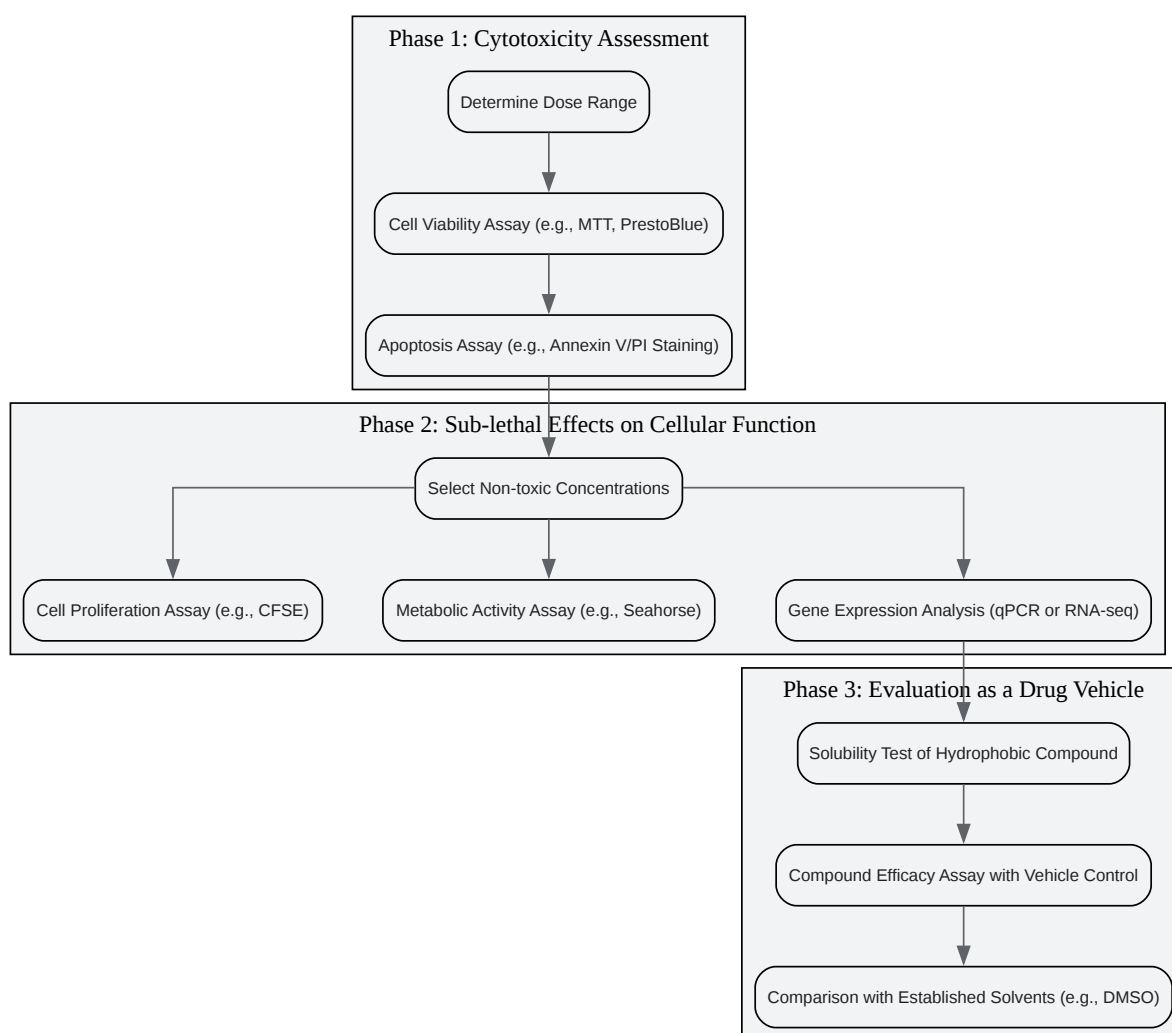 Phase 1: Cytotoxicity Assessment
Determine Dose Range
Cell Viability Assay (e.g., MTT, PrestoBlue)
Apoptosis Assay (e.g., Annexin V/PI Staining)
Phase 2: Sub-lethal Effects on Cellular Function
Select Non-toxic Concentrations
Cell Proliferation Assay (e.g., CFSE)
Metabolic Activity Assay (e.g., Seahorse)
Gene Expression Analysis (qPCR or RNA-seq)
Phase 3: Evaluation as a Drug Vehicle
Solubility Test of Hydrophobic Compound
Compound Efficacy Assay with Vehicle Control
Comparison with Established Solvents (e.g., DMSO)